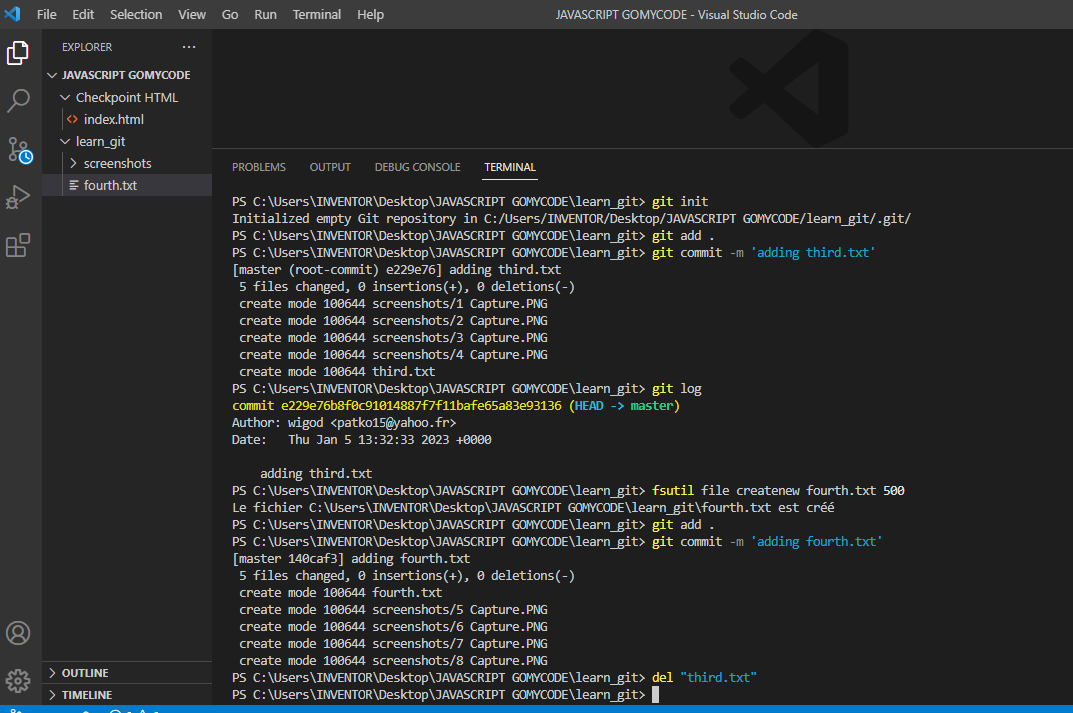 File Edit Selection View Go Run Terminal Help
JAVASCRIPT GOMYCODE - Visual Studio Code
EXPLORER
JAVASCRIPT GOMYCODE
Checkpoint HTML
index.html
learn_git
screenshots
fourth.txt
OUTLINE
TIMELINE
PROBLEMS OUTPUT DEBUG CONSOLE TERMINAL
PS C:\Users\INVENTOR\Desktop\JAVASCRIPT GOMYCODE\learn_git> git init
Initialized empty Git repository in C:/Users/INVENTOR/Desktop/JAVASCRIPT GOMYCODE/learn_git/.git/
PS C:\Users\INVENTOR\Desktop\JAVASCRIPT GOMYCODE\learn_git> git add .
PS C:\Users\INVENTOR\Desktop\JAVASCRIPT GOMYCODE\learn_git> git commit -m 'adding third.txt'
[master (root-commit) e229e76] adding third.txt
5 files changed, 0 insertions(+), 0 deletions(-)
create mode 100644 screenshots/1 Capture.PNG
create mode 100644 screenshots/2 Capture.PNG
create mode 100644 screenshots/3 Capture.PNG
create mode 100644 screenshots/4 Capture.PNG
create mode 100644 third.txt
PS C:\Users\INVENTOR\Desktop\JAVASCRIPT GOMYCODE\learn_git> git log
commit e229e76b8f0c91014887f7f11bafe65a83e93136 (HEAD -> master)
Author: wigod <patko15@yahoo.fr>
Date: Thu Jan 5 13:32:33 2023 +0000
adding third.txt
PS C:\Users\INVENTOR\Desktop\JAVASCRIPT GOMYCODE\learn_git> fsutil file createnew fourth.txt 500
Le fichier C:\Users\INVENTOR\Desktop\JAVASCRIPT GOMYCODE\learn_git\fourth.txt est créé
PS C:\Users\INVENTOR\Desktop\JAVASCRIPT GOMYCODE\learn_git> git add .
PS C:\Users\INVENTOR\Desktop\JAVASCRIPT GOMYCODE\learn_git> git commit -m 'adding fourth.txt'
[master 140caf3] adding fourth.txt
5 files changed, 0 insertions(+), 0 deletions(-)
create mode 100644 fourth.txt
create mode 100644 screenshots/5 Capture.PNG
create mode 100644 screenshots/6 Capture.PNG
create mode 100644 screenshots/7 Capture.PNG
create mode 100644 screenshots/8 Capture.PNG
PS C:\Users\INVENTOR\Desktop\JAVASCRIPT GOMYCODE\learn_git> del "third.txt"
PS C:\Users\INVENTOR\Desktop\JAVASCRIPT GOMYCODE\learn_git>